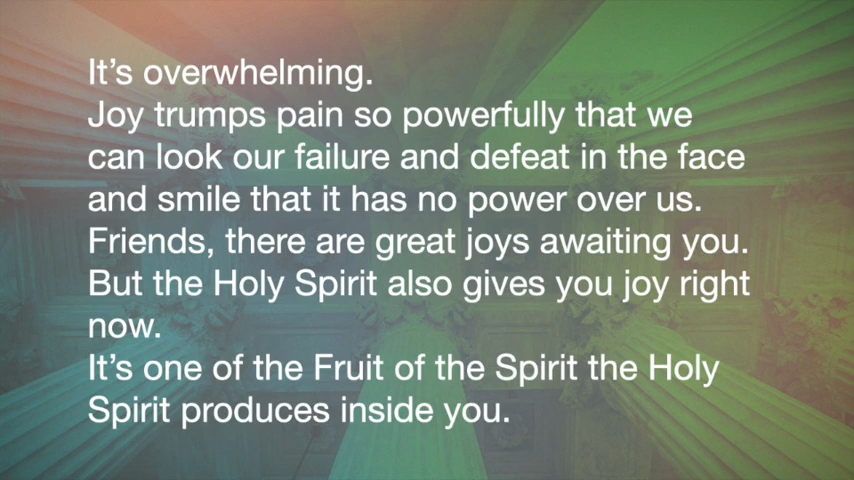 It’s overwhelming.
Joy trumps pain so powerfully that we
can look our failure and defeat in the face
and smile that it has no power over us.
Friends, there are great joys awaiting you.
But the Holy Spirit also gives you joy right
now.
It’s one of the Fruit of the Spirit the Holy
Spirit produces inside you.